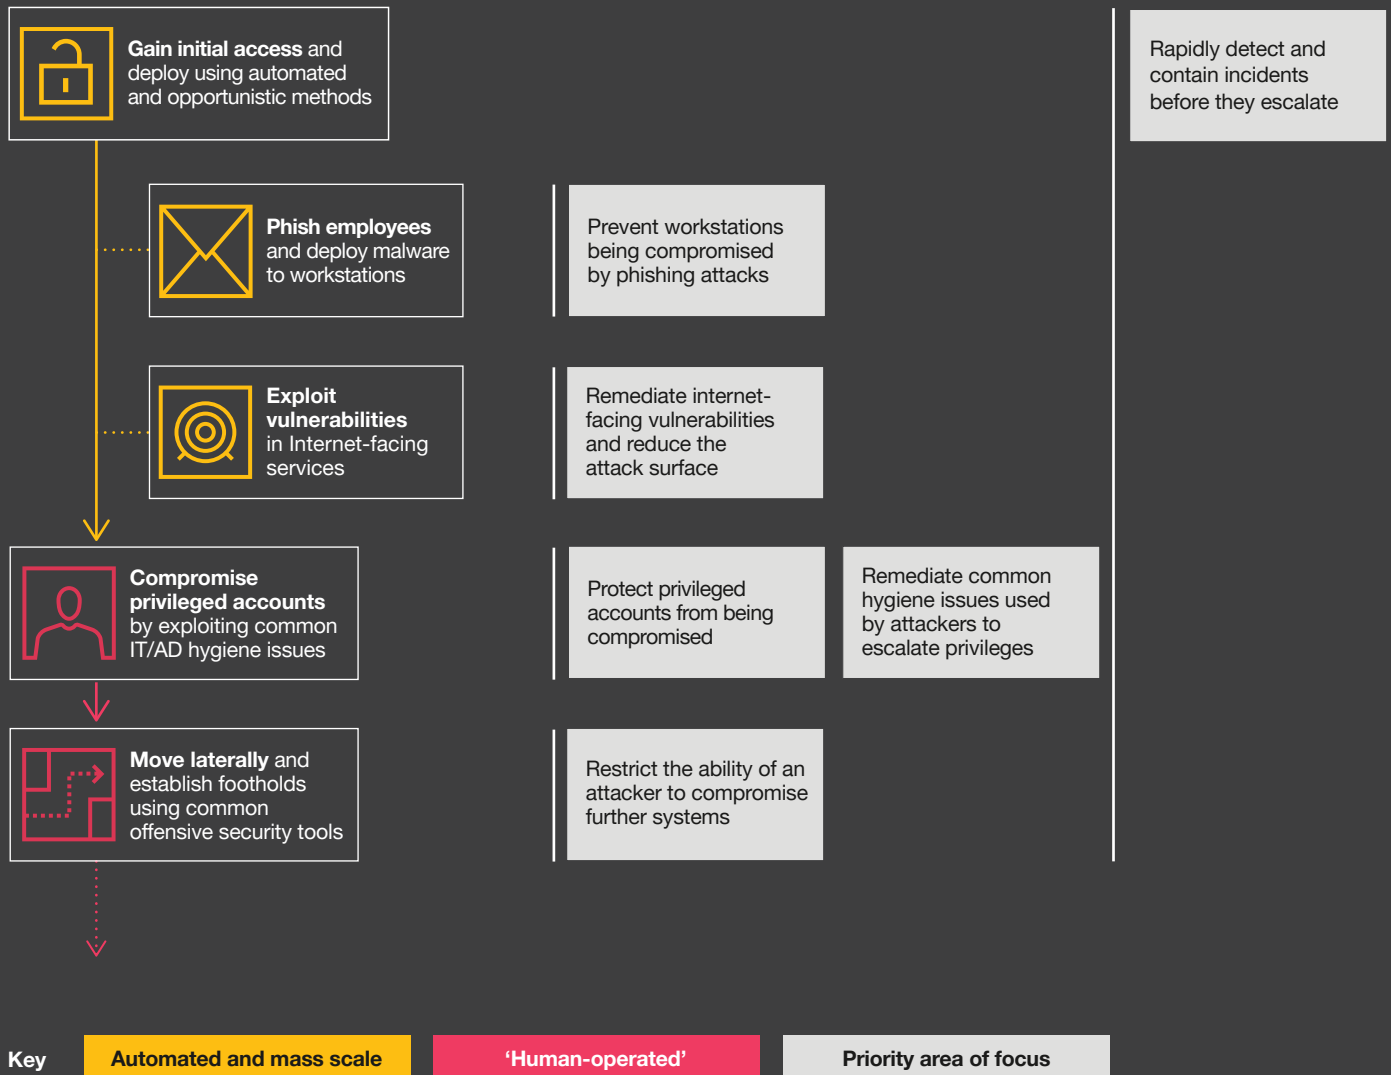 Gain initial access and
deploy using automated
and opportunistic methods
Rapidly detect and
contain incidents
before they escalate
Phish employees
and deploy malware
to workstations
Prevent workstations
being compromised
by phishing attacks
Exploit
vulnerabilities
in Internet-facing
services
Remediate internet-
facing vulnerabilities
and reduce the
attack surface
Compromise
privileged accounts
by exploiting common
IT/AD hygiene issues
Protect privileged
accounts from being
compromised
Remediate common
hygiene issues used
by attackers to
escalate privileges
Move laterally and
establish footholds
using common
offensive security tools
Restrict the ability of an
attacker to compromise
further systems
Key
Automated and mass scale
‘Human-operated’
Priority area of focus